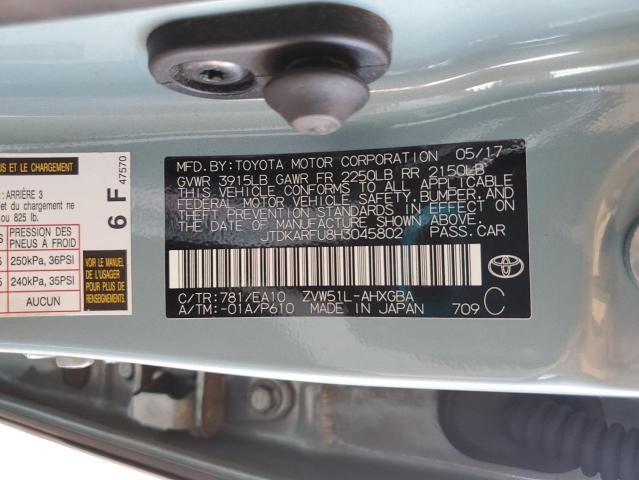 US ET LE CHARGEMENT
: ARRIÈRE 3
et du chargement ne
ou 825 lb.
PRESSION DES
PNEUS À FROID
250kPa, 36PSI
240kPa, 35PSI
AUCUN
VOIR LE
MANUEL
DE L'USAGER
POUR PLUS DE
RENSEIGNEMENTS
6 F
47570
MFD.BY:TOYOTA MOTOR CORPORATION 05/17
GVWR 3915LB GAWR FR 2250LB RR 2150LB
THIS VEHICLE CONFORMS TO ALL APPLICABLE
FEDERAL MOTOR VEHICLE SAFETY, BUMPER, AND
THEFT PREVENTION STANDARDS IN EFFECT ON
THE DATE OF MANUFACTURE SHOWN ABOVE.
JTDKARFU8H3045802 PASS.CAR
C/TR:781/EA10 ZVW51L-AHXGBA
A/TM:-01A/P610 MADE IN JAPAN 709 C
TOYOTA